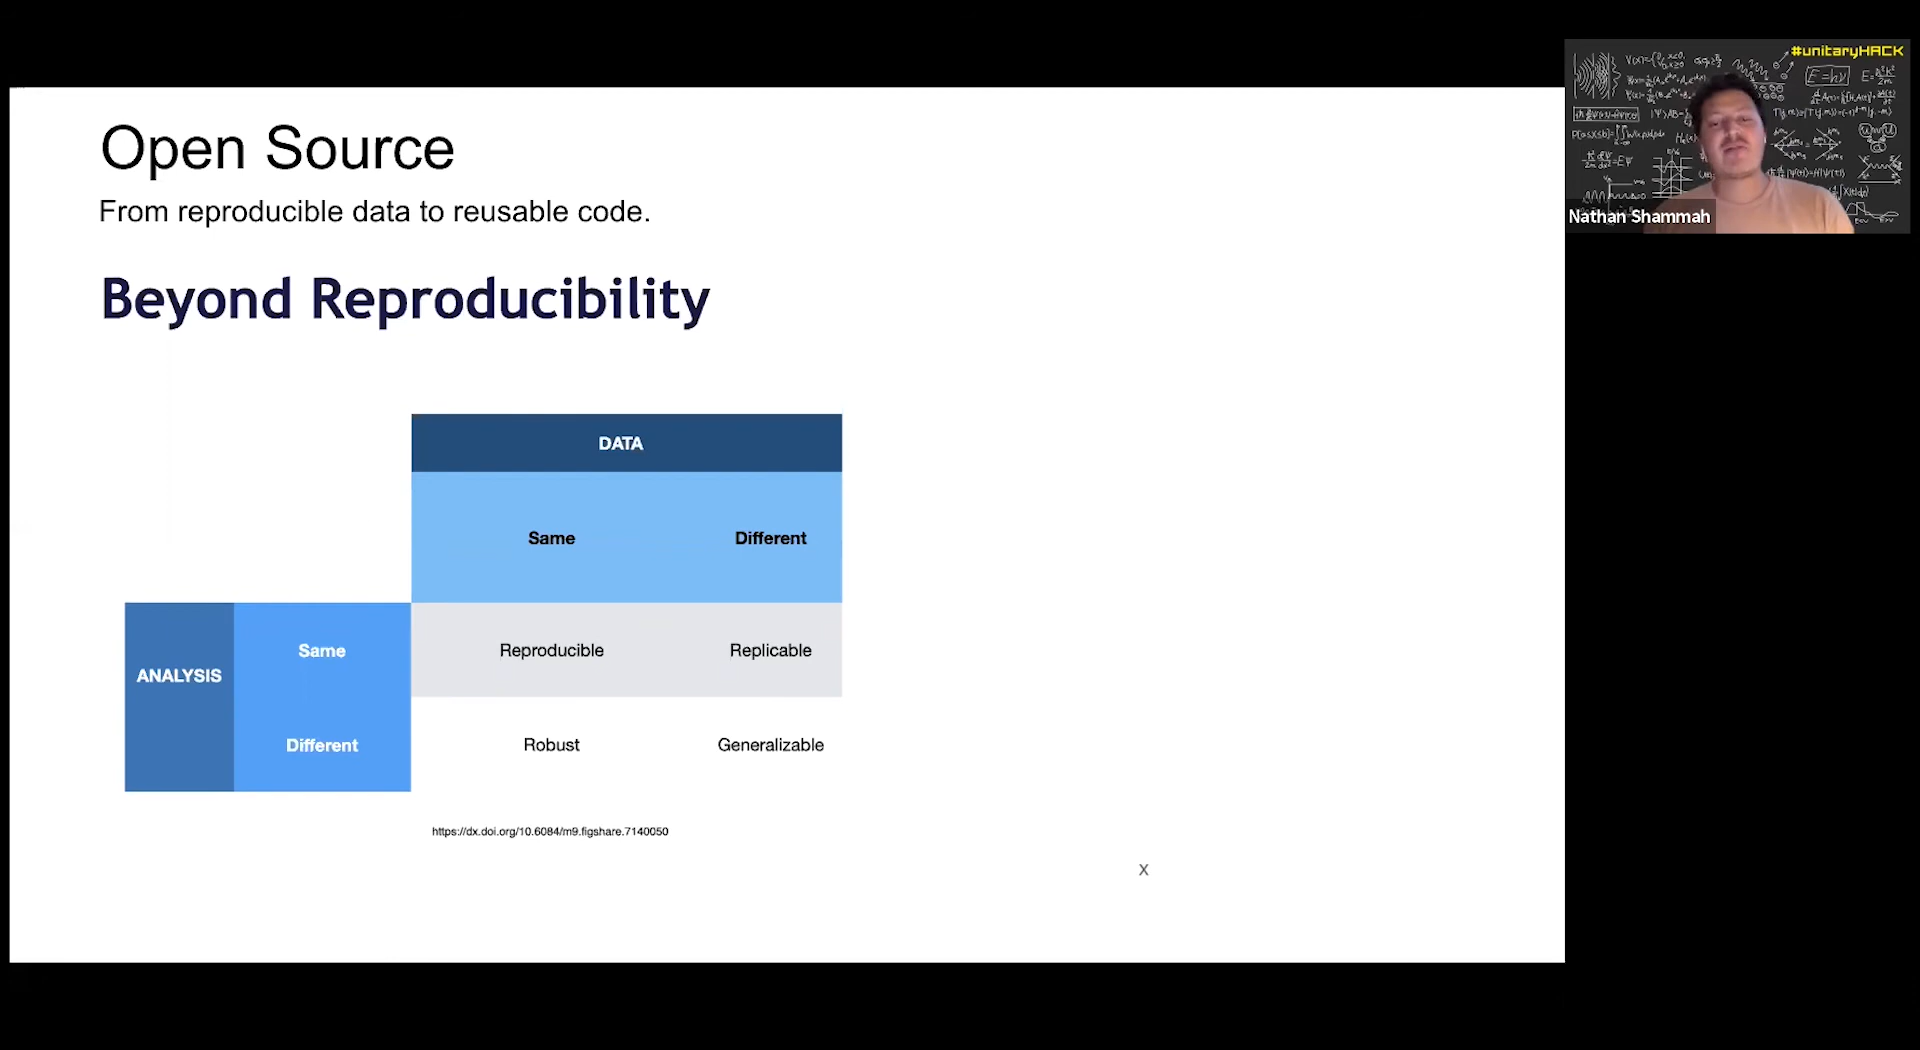 Open Source
From reproducible data to reusable code.
Beyond Reproducibility
DATA
Same Different
ANALYSIS
Same Reproducible Replicable
Different Robust Generalizable
https://dx.doi.org/10.6084/m9.figshare.7140050
x
#unitaryHACK
Nathan Shammah